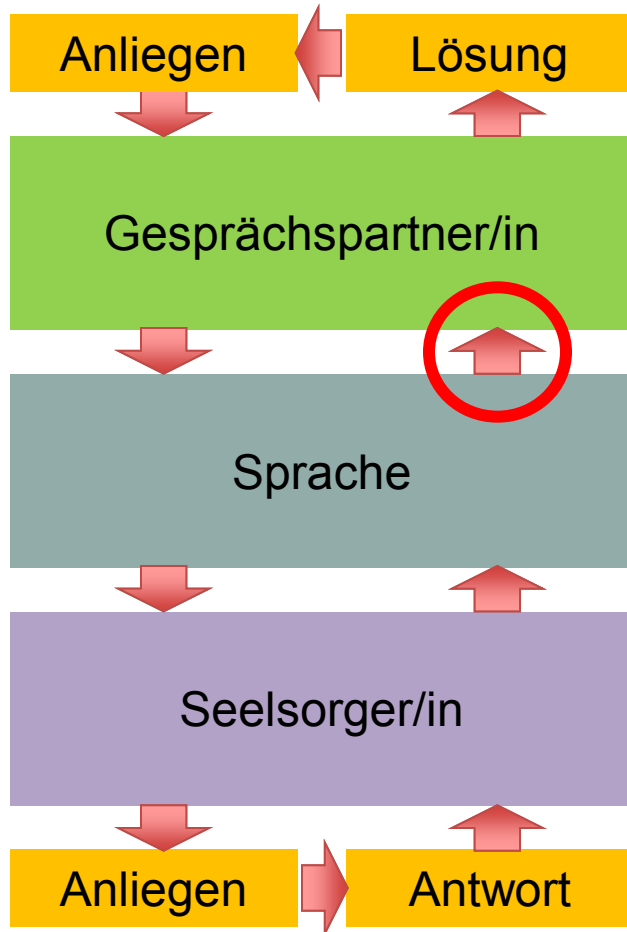 Anliegen
Lösung
Gesprächspartner/in
Sprache
Seelsorger/in
Anliegen
Antwort